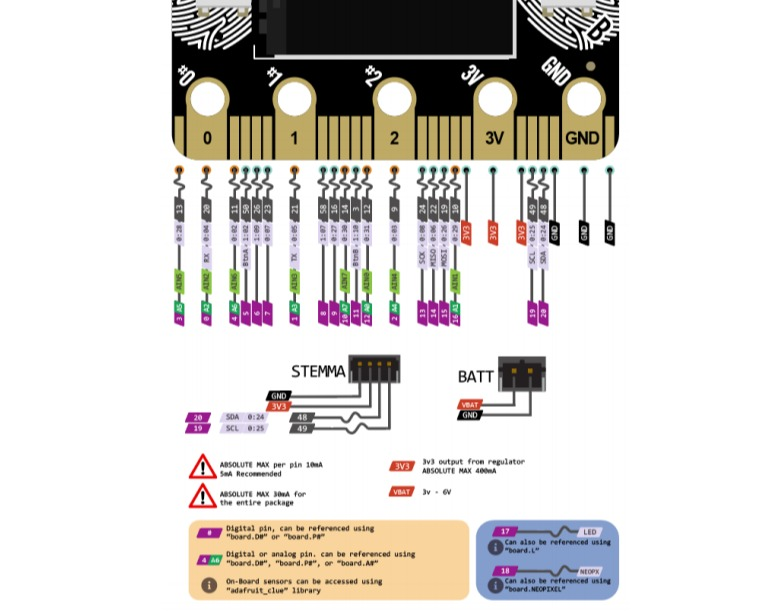 B
#0
#1
#2
3V
GND
0
1
2
3V
GND
13
20
11
50
26
23
21
58
16
14
3
12
9
24
22
19
10
49
48
0:28
RX - 0:04
0:02
BtnA - 1:02
1:09
0:07
TX - 0:05
1:07
0:27
0:30
BtnB - 1:10
0:31
0:03
SCK - 0:08
MISO - 0:06
MOSI - 0:26
0:29
3V3
3V3
3V3
SCL - 0:25
SDA - 0:24
GND
GND
GND
AIN5
AIN2
AIN6
AIN3
AIN7
AIN0
AIN4
AIN1
3 A5
0 A2
4 A6
5
6
7
1 A3
8
9
10 A7
11
12 A0
2 A4
13
14
15
16 A1
19
20
STEMMA
BATT
GND
3V3
20 SDA 0:24 48
19 SCL 0:25 49
VBAT
GND
ABSOLUTE MAX per pin 10mA
5mA Recommended
3V3 3v3 output from regulator
ABSOLUTE MAX 400mA
ABSOLUTE MAX 30mA for
the entire package
VBAT 3v - 6V
8 Digital pin, can be referenced using
"board.D#" or "board.P#"
4 A6 Digital or analog pin. can be referenced using
"board.D#", "board.P#", or "board.A#"
i On-Board sensors can be accessed using
"adafruit_clue" library
17 LED
i Can also be referenced using
"board.L"
18 NEOPX
i Can also be referenced using
"board.NEOPIXEL"